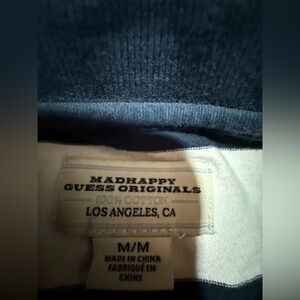 MADHAPPY
GUESS ORIGINALS
100% COTTON
LOS ANGELES, CA
M/M
MADE IN CHINA
FABRIQUÉ EN
CHINE